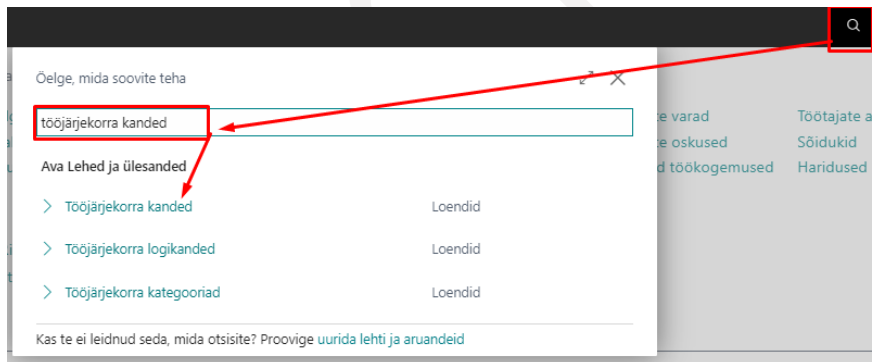 Öelge, mida soovite teha
tööjärjekorra kanded
Ava Lehed ja ülesanded
Tööjärjekorra kanded Loendid
Tööjärjekorra logikanded Loendid
Tööjärjekorra kategooriad Loendid
Kas te ei leidnud seda, mida otsisite? Proovige uurida lehti ja aruandeid
varad Töötajate
oskused Sõidukid
töökogemused Haridused